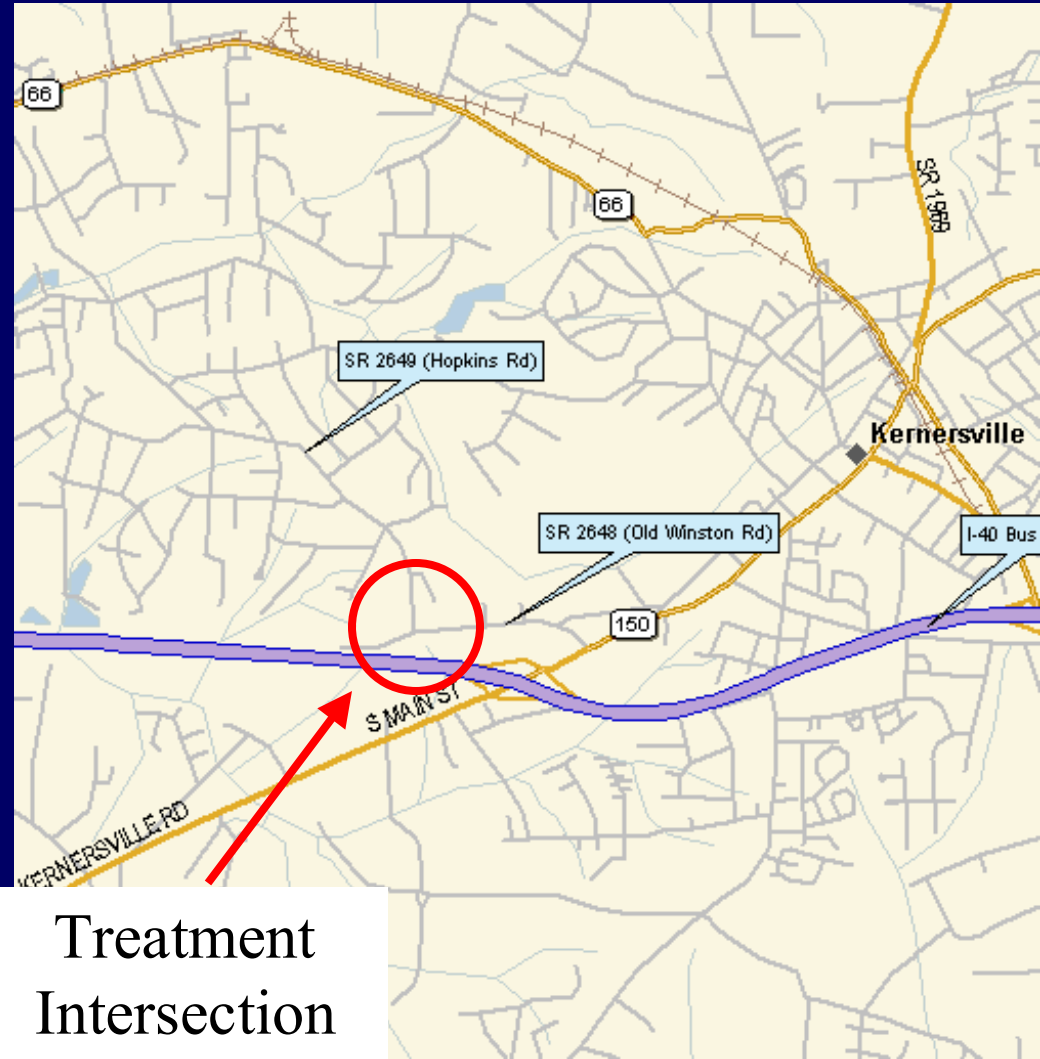 66
66
SR 1969
SR 2649 (Hopkins Rd)
Kernersville
SR 2648 (Old Winston Rd)
I-40 Bus
150
S MAIN ST
KERNERSVILLE RD
Treatment
Intersection